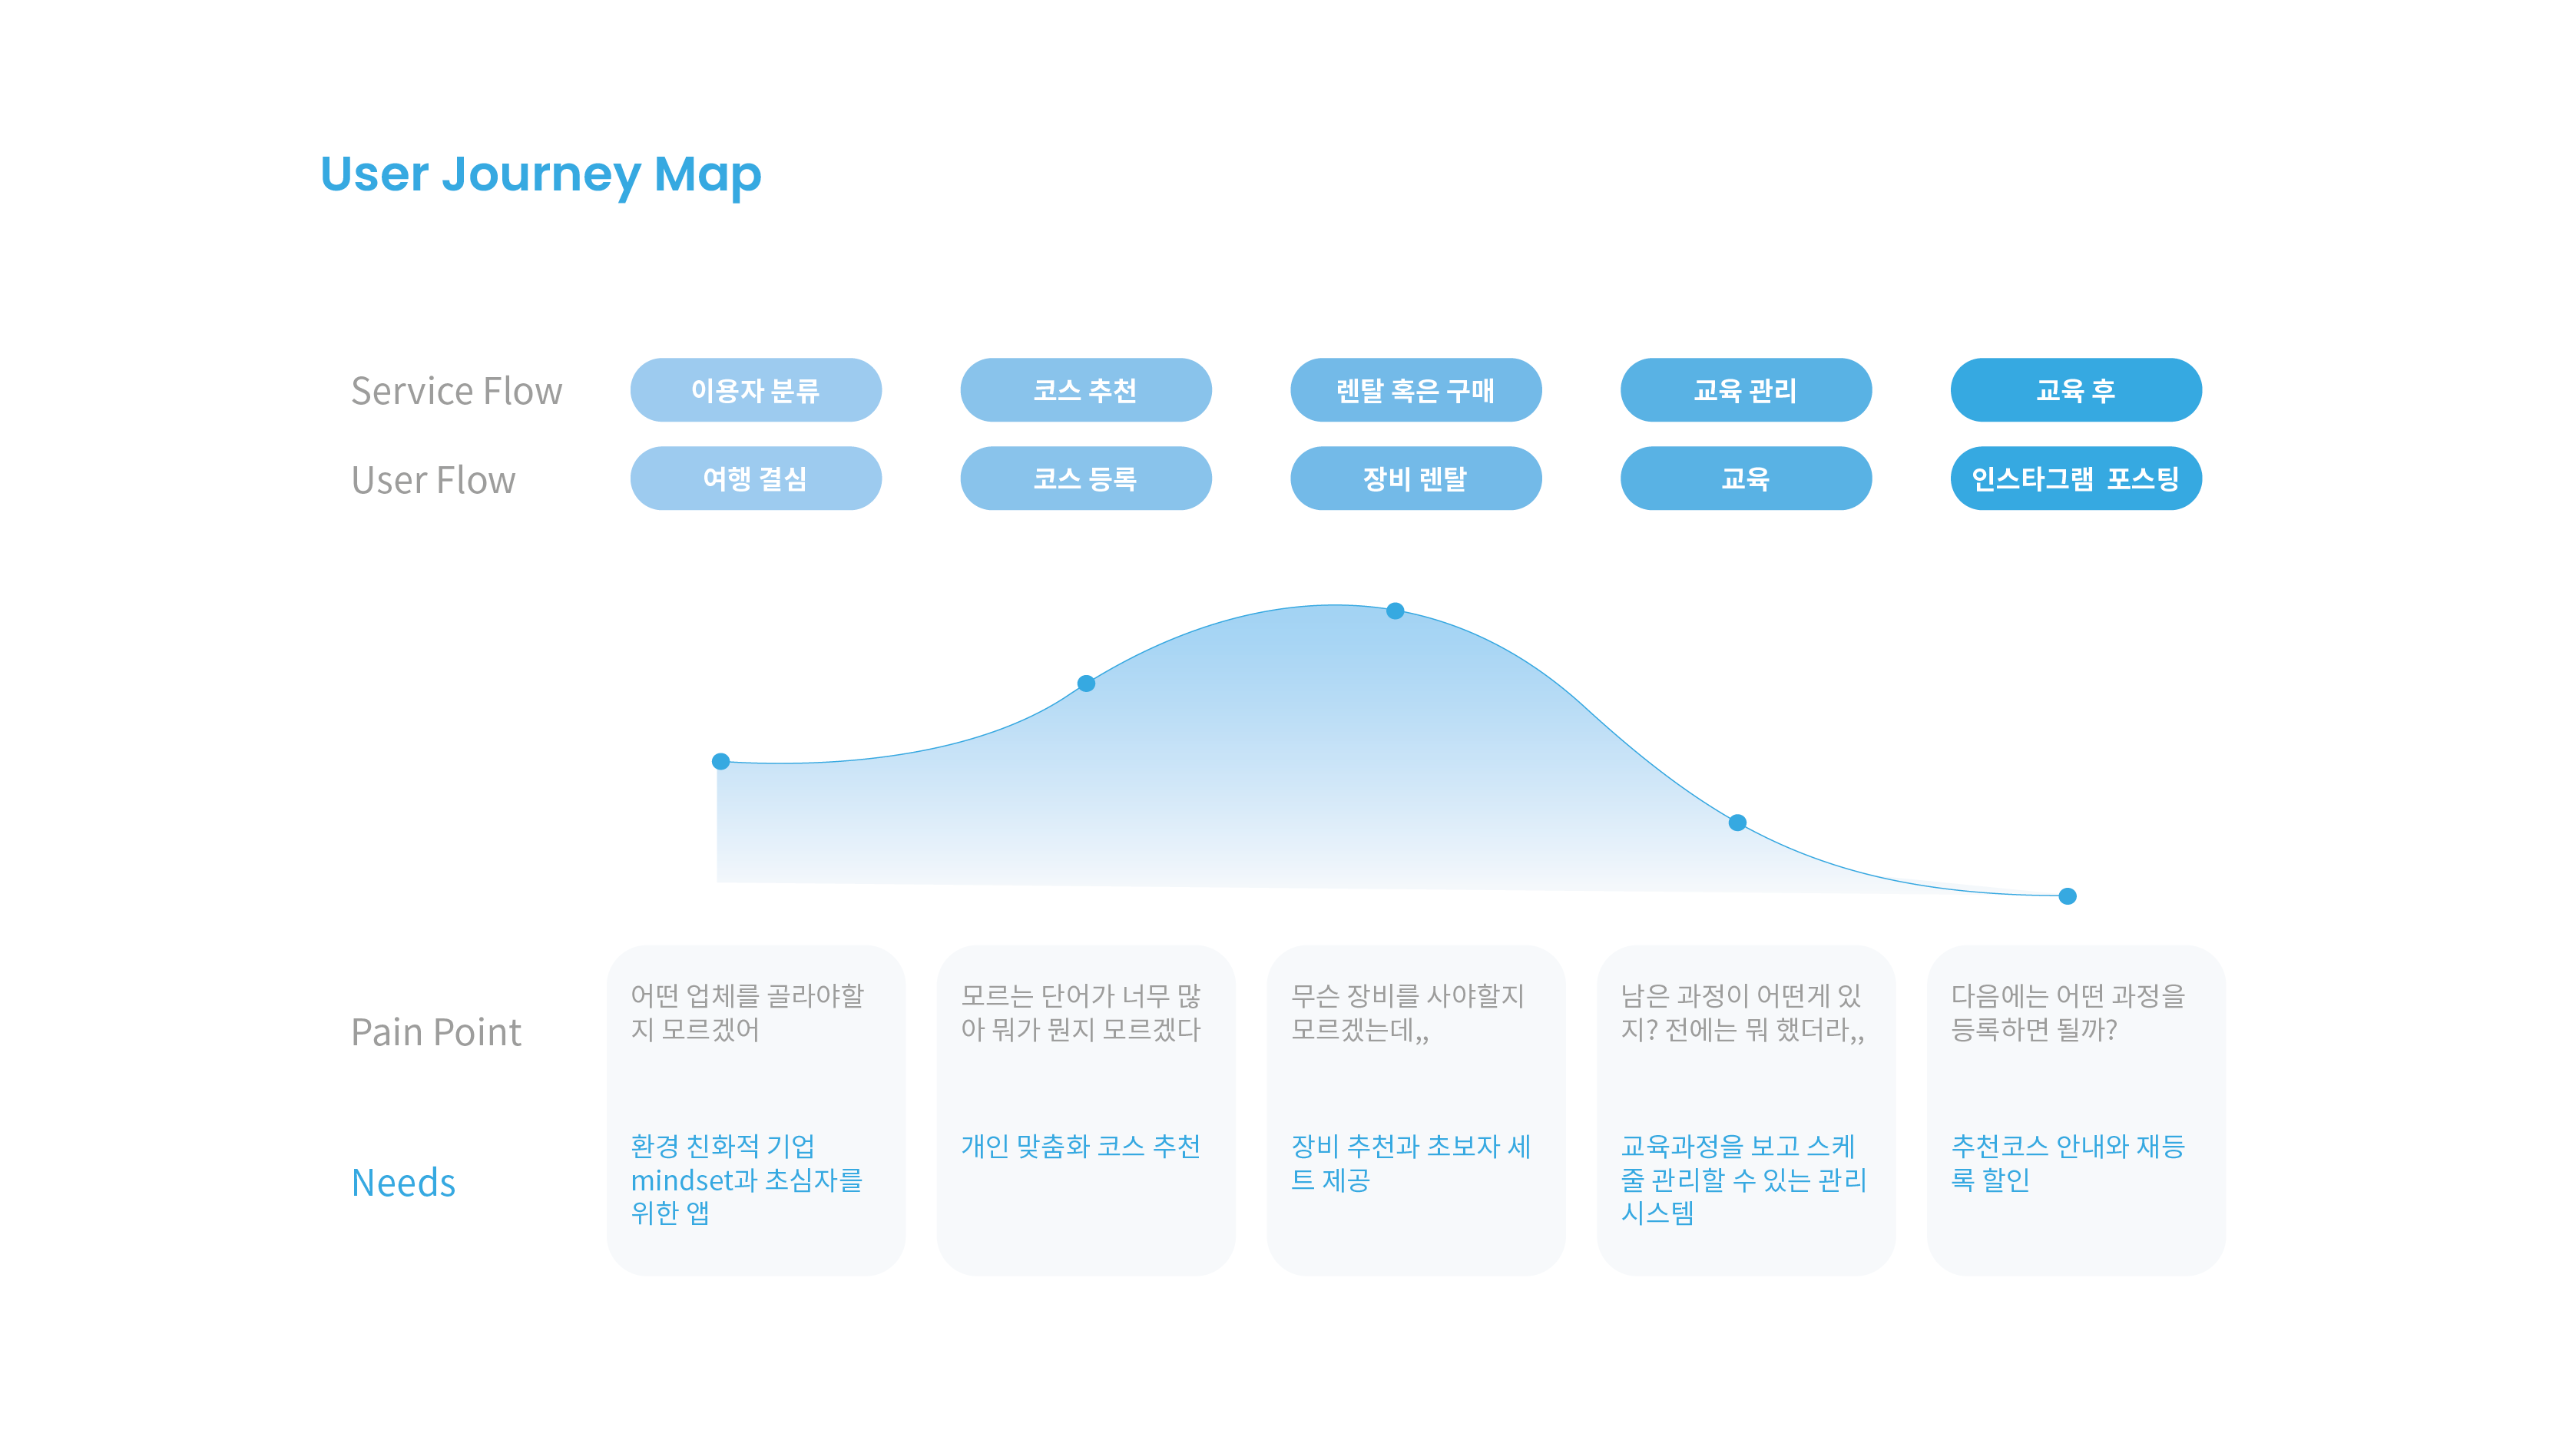 User Journey Map
Service Flow
이용자 분류
코스 추천
렌탈 혹은 구매
교육 관리
교육 후
User Flow
여행 결심
코스 등록
장비 렌탈
교육
인스타그램 포스팅
Pain Point
어떤 업체를 골라야할
지 모르겠어
모르는 단어가 너무 많
아 뭐가 뭔지 모르겠다
무슨 장비를 사야할지
모르겠는데,,
남은 과정이 어떤게 있
지? 전에는 뭐 했더라,,
다음에는 어떤 과정을
등록하면 될까?
Needs
환경 친화적 기업
mindset과 초심자를
위한 앱
개인 맞춤화 코스 추천
장비 추천과 초보자 세
트 제공
교육과정을 보고 스케
줄 관리할 수 있는 관리
시스템
추천코스 안내와 재등
록 할인